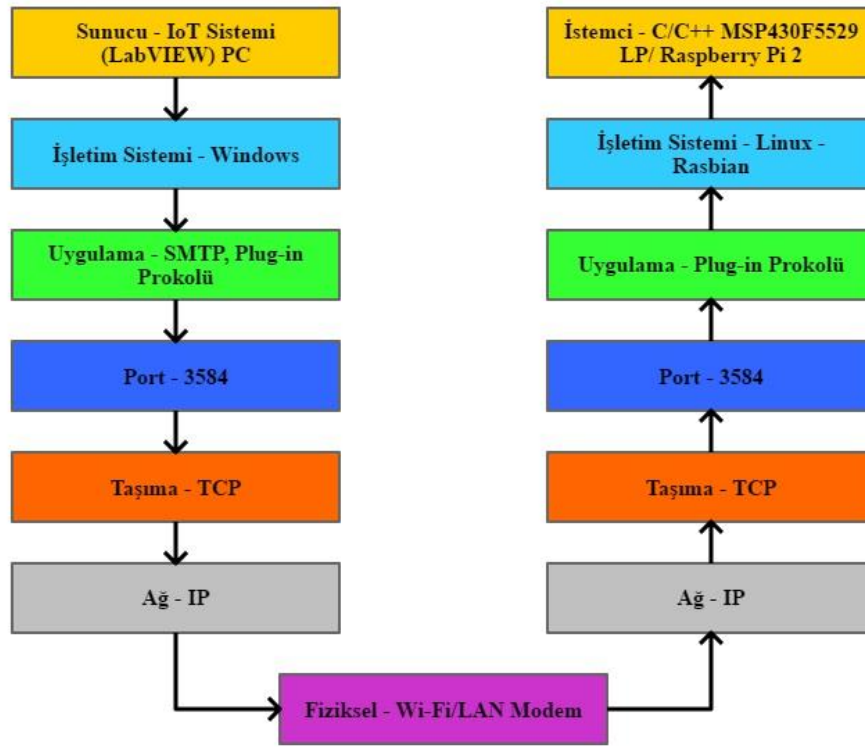 Sunucu - IoT Sistemi
(LabVIEW) PC
İşletim Sistemi - Windows
Uygulama - SMTP, Plug-in
Prokolü
Port - 3584
Taşıma - TCP
Ağ - IP
Fiziksel - Wi-Fi/LAN Modem
İstemci - C/C++ MSP430F5529
LP/ Raspberry Pi 2
İşletim Sistemi - Linux -
Rasbian
Uygulama - Plug-in Prokolü
Port - 3584
Taşıma - TCP
Ağ - IP